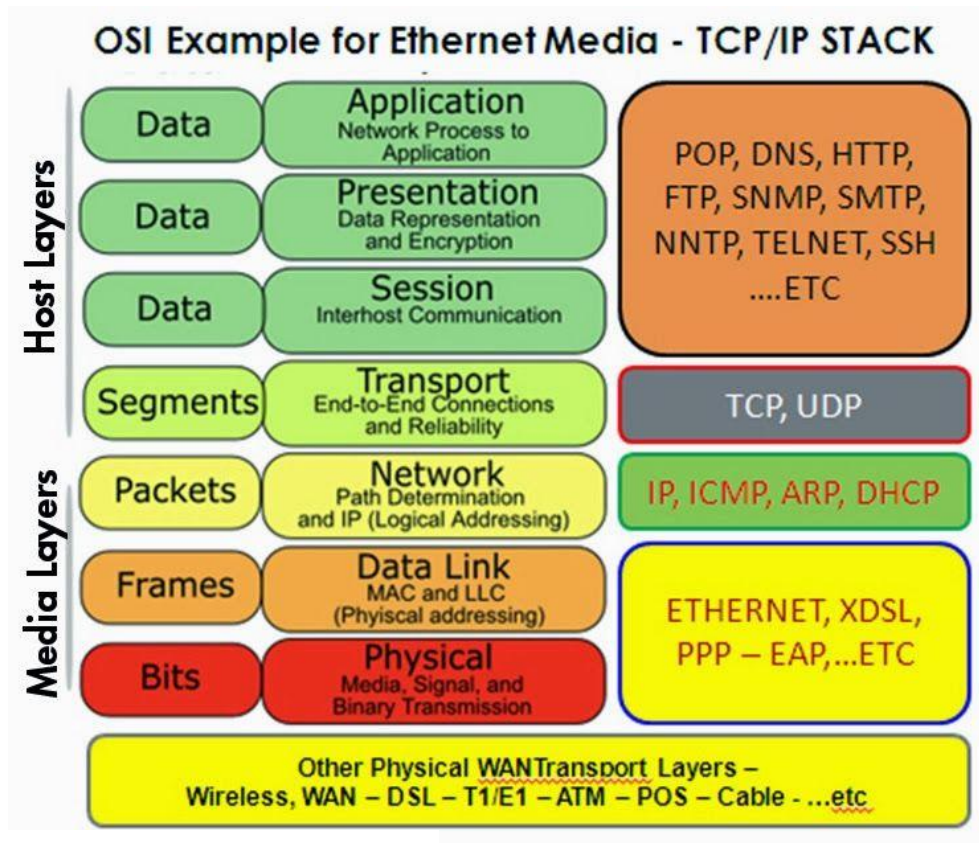 OSI Example for Ethernet Media - TCP/IP STACK
Host Layers
Data
Application
Network Process to
Application
Data
Presentation
Data Representation
and Encryption
Data
Session
Interhost Communication
POP, DNS, HTTP,
FTP, SNMP, SMTP,
NNTP, TELNET, SSH
....ETC
Segments
Transport
End-to-End Connections
and Reliability
TCP, UDP
Media Layers
Packets
Network
Path Determination
and IP (Logical Addressing)
IP, ICMP, ARP, DHCP
Frames
Data Link
MAC and LLC
(Phyiscal addressing)
Bits
Physical
Media, Signal, and
Binary Transmission
ETHERNET, XDSL,
PPP – EAP,...ETC
Other Physical WANTransport Layers –
Wireless, WAN – DSL – T1/E1 – ATM – POS – Cable - ...etc